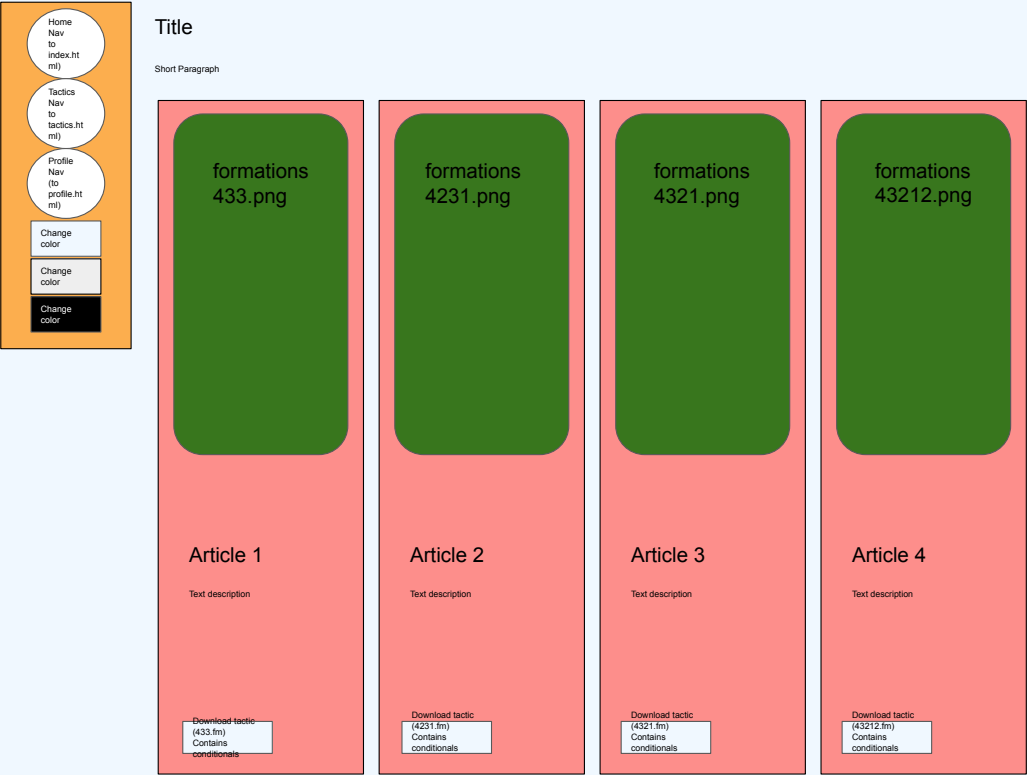 Home
Nav
to
index.ht
ml)
Tactics
Nav
to
tactics.ht
ml)
Profile
Nav
(to
profile.ht
ml)
Change
color
Change
color
Change
color
Title
Short Paragraph
formations
433.png
Article 1
Text description
Download tactic
(433.fm)
Contains
conditionals
formations
4231.png
Article 2
Text description
Download tactic
(4231.fm)
Contains
conditionals
formations
4321.png
Article 3
Text description
Download tactic
(4321.fm)
Contains
conditionals
formations
43212.png
Article 4
Text description
Download tactic
(43212.fm)
Contains
conditionals